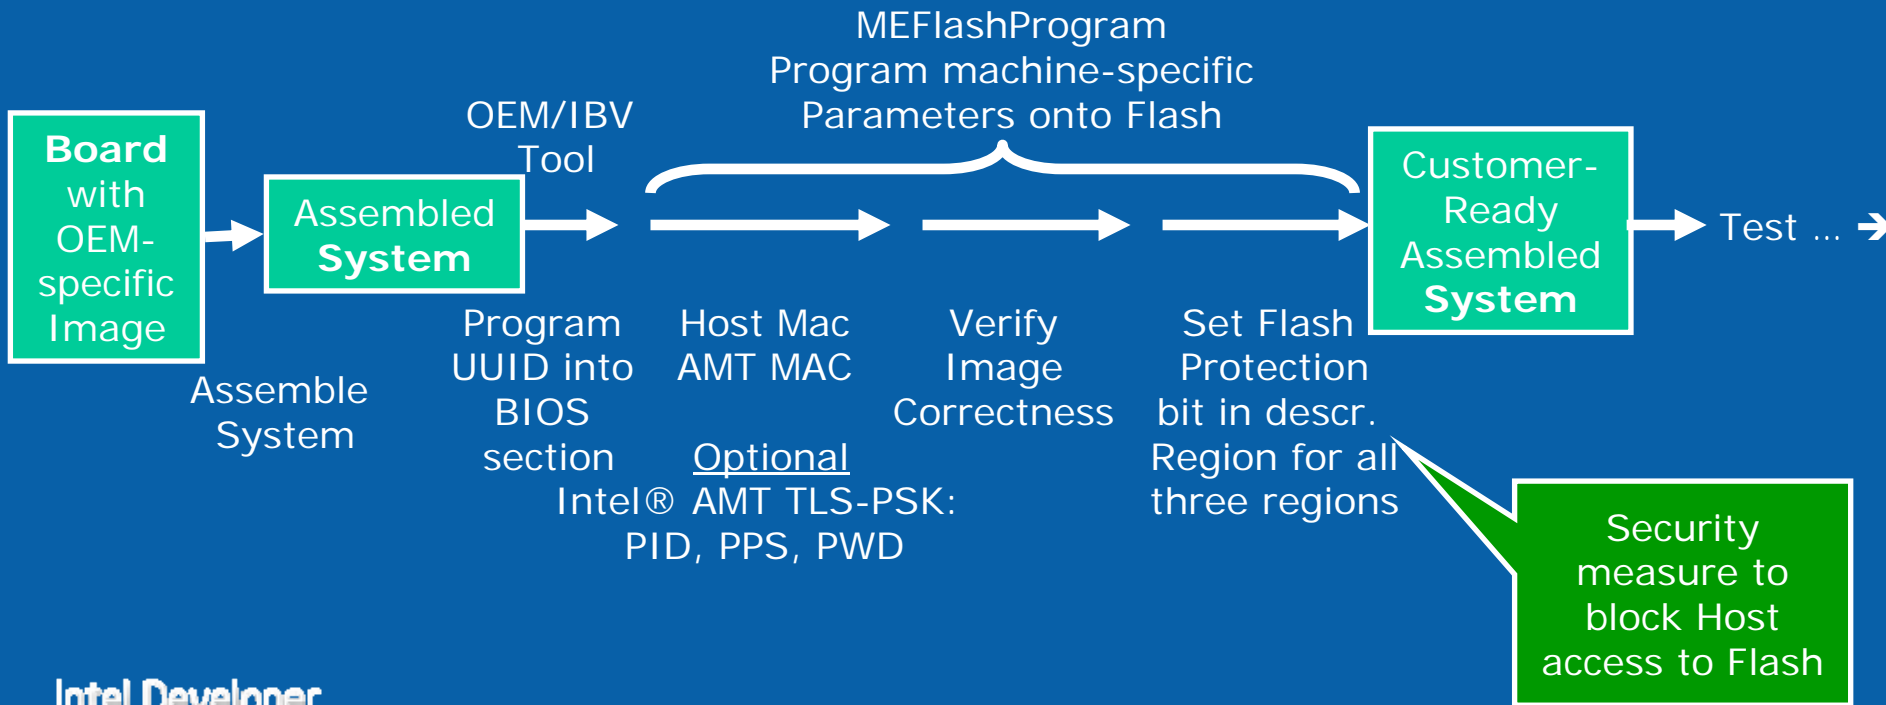 MEFlashProgram
Program machine-specific
Parameters onto Flash
Board
with
OEM-
specific
Image
Assemble
System
Assembled
System
OEM/IBV
Tool
Program
UUID into
BIOS
section
Host Mac
AMT MAC
Optional
Intel® AMT TLS-PSK:
PID, PPS, PWD
Verify
Image
Correctness
Set Flash
Protection
bit in descr.
Region for all
three regions
Security
measure to
block Host
access to Flash
Customer-
Ready
Assembled
System
Test ... ➔
Intel Developer